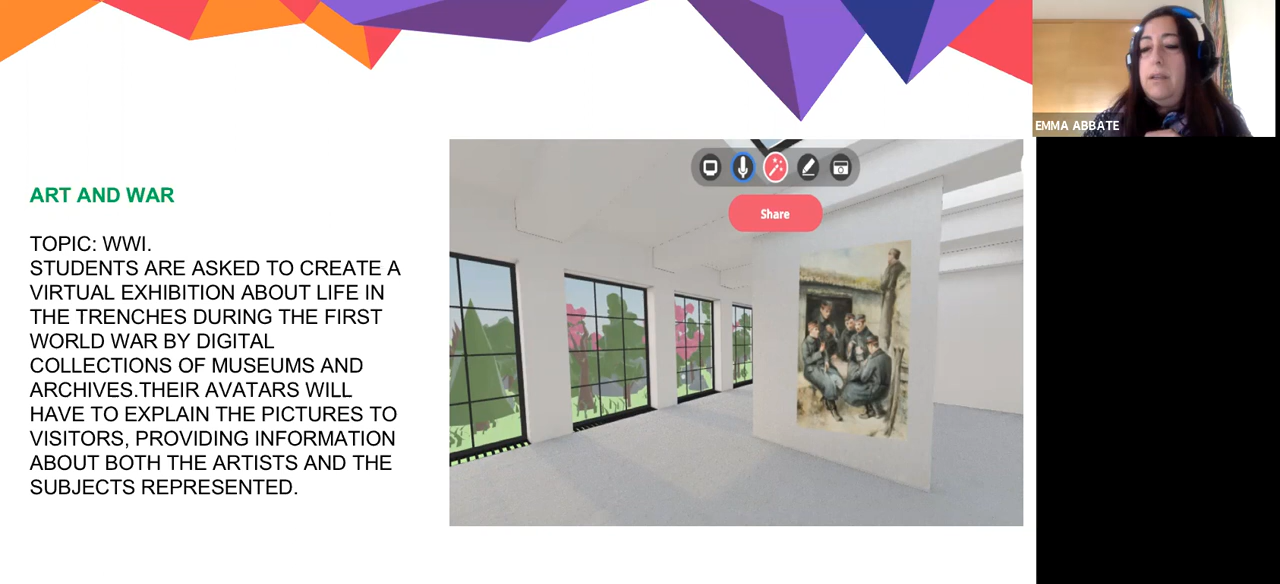 ART AND WAR
TOPIC: WWI.
STUDENTS ARE ASKED TO CREATE A
VIRTUAL EXHIBITION ABOUT LIFE IN
THE TRENCHES DURING THE FIRST
WORLD WAR BY DIGITAL
COLLECTIONS OF MUSEUMS AND
ARCHIVES.THEIR AVATARS WILL
HAVE TO EXPLAIN THE PICTURES TO
VISITORS, PROVIDING INFORMATION
ABOUT BOTH THE ARTISTS AND THE
SUBJECTS REPRESENTED.
Share
EMMA ABBATE